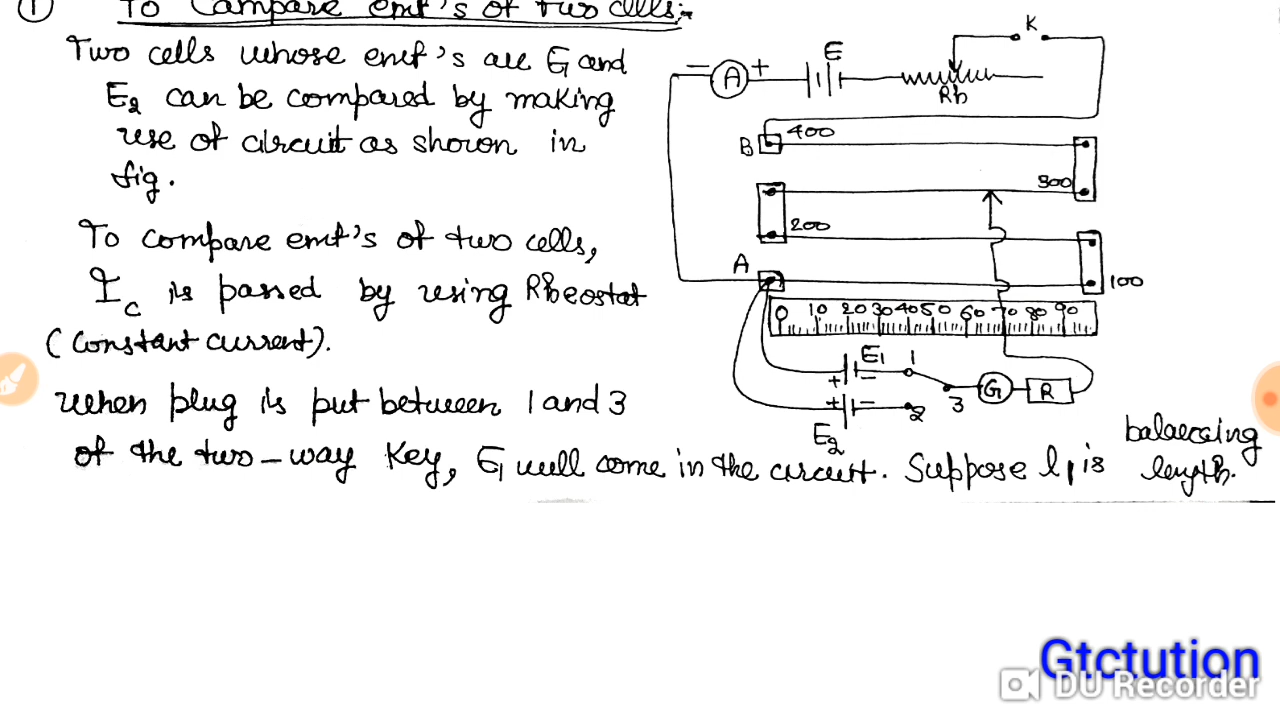 ① To Compare emf's of two cells:-
Two cells whose emf's are E1 and
E2 can be compared by making
use of circuit as shown in
fig.
To compare emf's of two cells,
Ic is passed by using Rheostat
(Constant current).
When plug is put between 1 and 3
of the two-way Key, E1 will come in the circuit. Suppose l1 is balancing
length.
K
- A + E
Rh
B 400
300
200
A
100
0 10 20 30 40 50 60 70 80 90
E1 1
+ -
3 G R
+ - 2
E2
Gtctution
DU Recorder